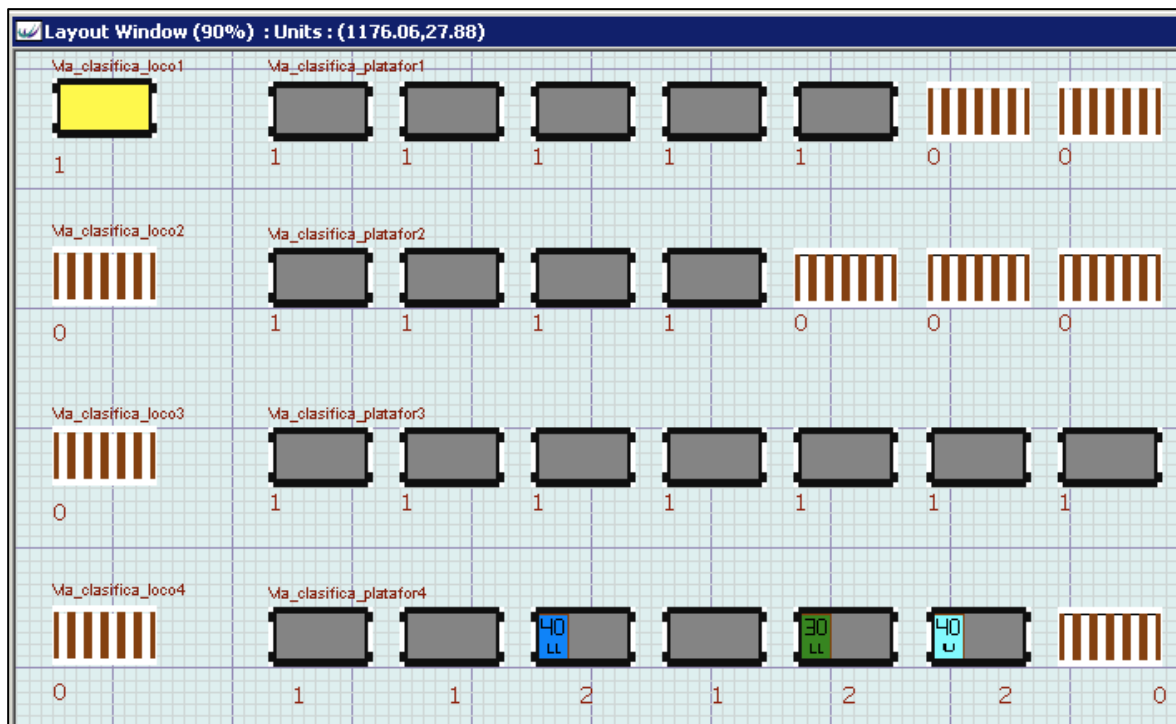 Layout Window (90%) : Units : (1176.06,27.88)
Via_clasifica_loco1 Via_clasifica_platafor1
1 1 1 1 1 1 0 0
Via_clasifica_loco2 Via_clasifica_platafor2
0 1 1 1 1 0 0 0
Via_clasifica_loco3 Via_clasifica_platafor3
0 1 1 1 1 1 1 1
Via_clasifica_loco4 Via_clasifica_platafor4
40 30 40
LL LL U
0 1 1 2 1 2 2 0